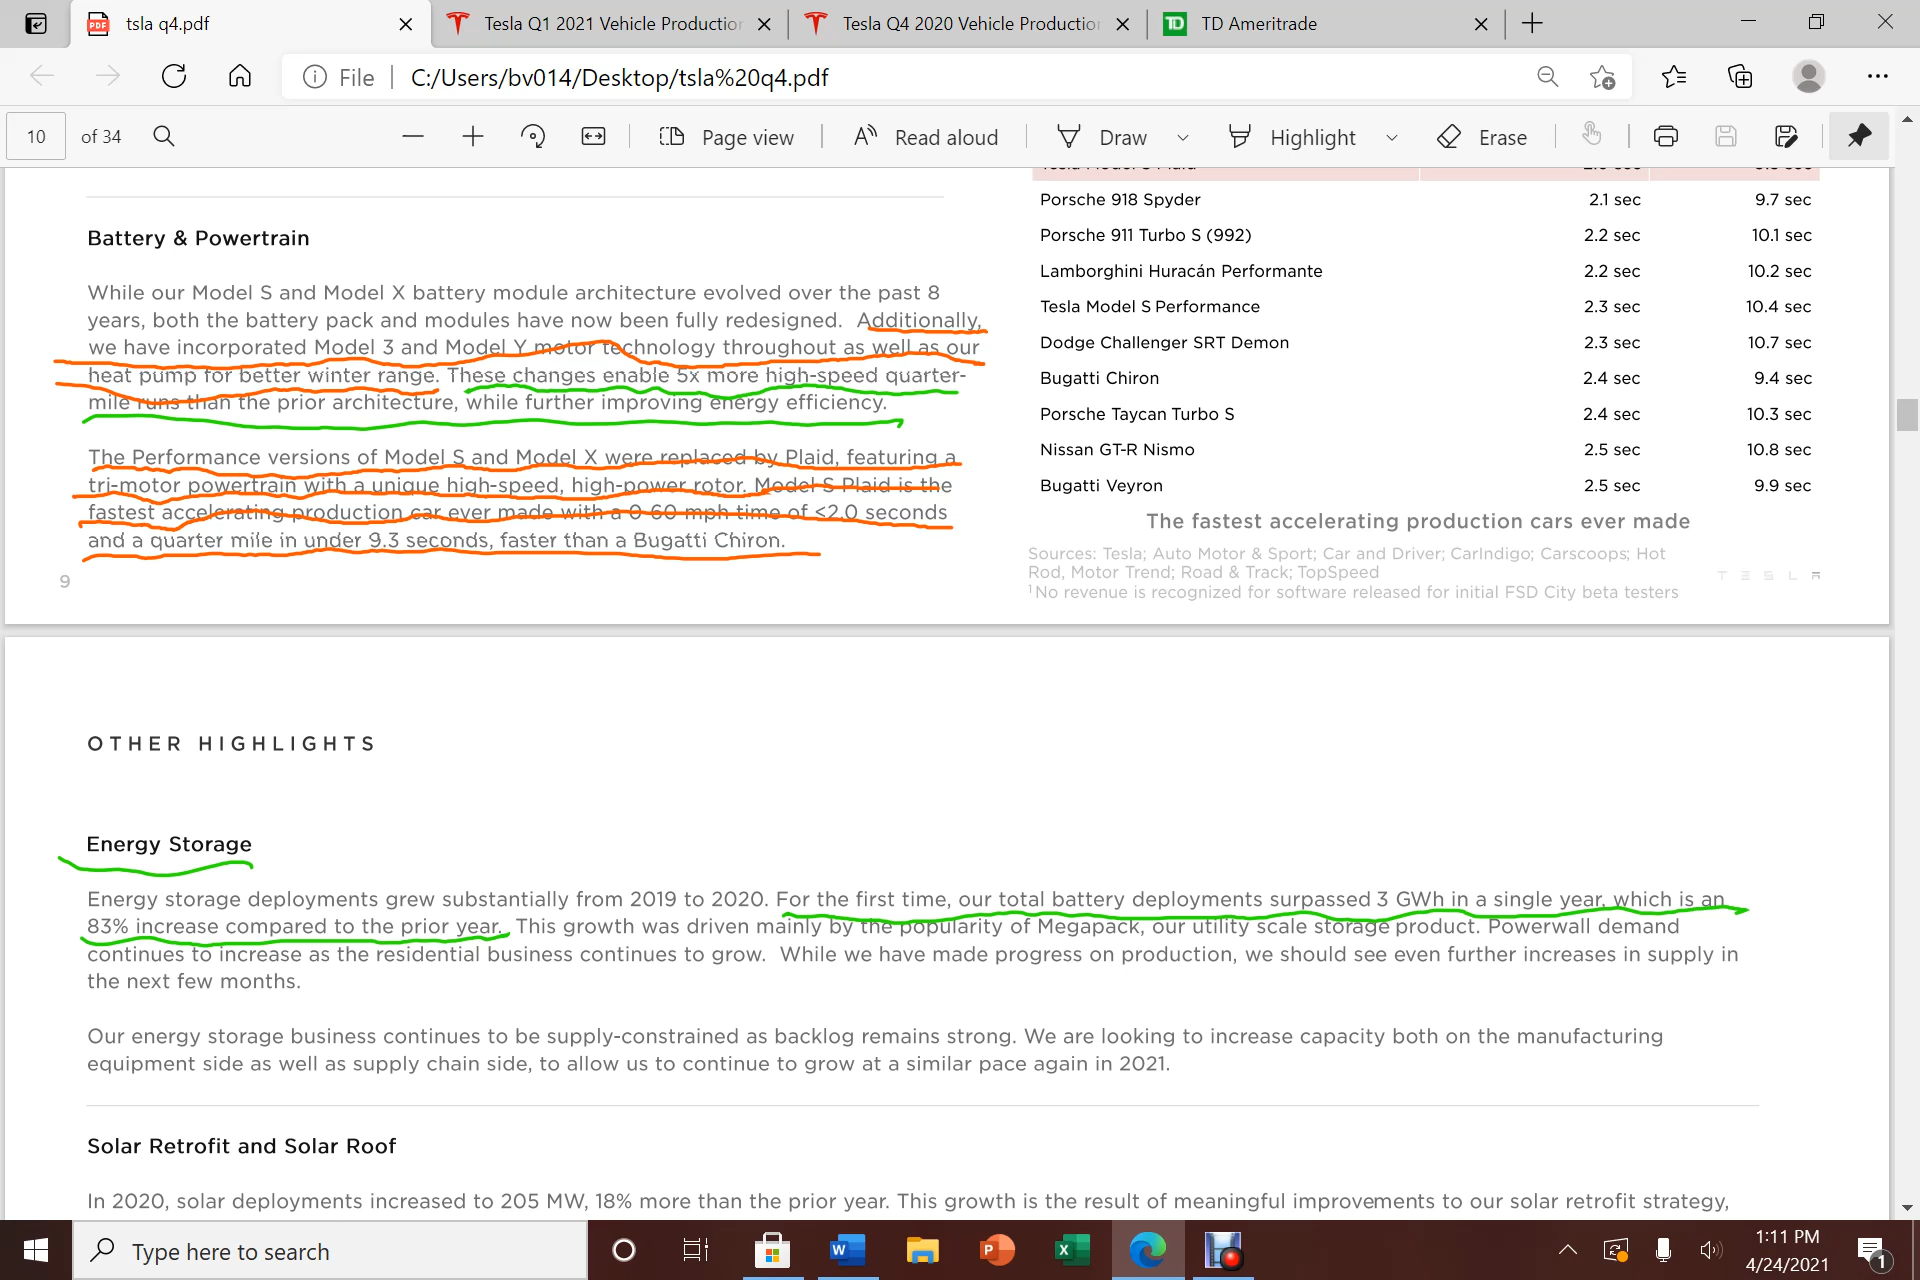 tsla q4.pdf
Tesla Q1 2021 Vehicle Production
Tesla Q4 2020 Vehicle Production
TD TD Ameritrade
File C:/Users/bv014/Desktop/tsla%20q4.pdf
10 of 34
Page view
Read aloud
Draw
Highlight
Erase
Battery & Powertrain
While our Model S and Model X battery module architecture evolved over the past 8
years, both the battery pack and modules have now been fully redesigned. Additionally,
we have incorporated Model 3 and Model Y motor technology throughout as well as our
heat pump for better winter range. These changes enable 5x more high-speed quarter-
mile runs than the prior architecture, while further improving energy efficiency.
The Performance versions of Model S and Model X were replaced by Plaid, featuring a
tri-motor powertrain with a unique high-speed, high-power rotor. Model S Plaid is the
fastest accelerating production car ever made with a 0-60 mph time of <2.0 seconds
and a quarter mile in under 9.3 seconds, faster than a Bugatti Chiron.
9
Porsche 918 Spyder 2.1 sec 9.7 sec
Porsche 911 Turbo S (992) 2.2 sec 10.1 sec
Lamborghini Huracán Performante 2.2 sec 10.2 sec
Tesla Model S Performance 2.3 sec 10.4 sec
Dodge Challenger SRT Demon 2.3 sec 10.7 sec
Bugatti Chiron 2.4 sec 9.4 sec
Porsche Taycan Turbo S 2.4 sec 10.3 sec
Nissan GT-R Nismo 2.5 sec 10.8 sec
Bugatti Veyron 2.5 sec 9.9 sec
The fastest accelerating production cars ever made
Sources: Tesla; Auto Motor & Sport; Car and Driver; CarIndigo; Carscoops; Hot
Rod, Motor Trend; Road & Track; TopSpeed
1 No revenue is recognized for software released for initial FSD City beta testers
TESLA
OTHER HIGHLIGHTS
Energy Storage
Energy storage deployments grew substantially from 2019 to 2020. For the first time, our total battery deployments surpassed 3 GWh in a single year, which is an
83% increase compared to the prior year. This growth was driven mainly by the popularity of Megapack, our utility scale storage product. Powerwall demand
continues to increase as the residential business continues to grow. While we have made progress on production, we should see even further increases in supply in
the next few months.
Our energy storage business continues to be supply-constrained as backlog remains strong. We are looking to increase capacity both on the manufacturing
equipment side as well as supply chain side, to allow us to continue to grow at a similar pace again in 2021.
Solar Retrofit and Solar Roof
In 2020, solar deployments increased to 205 MW, 18% more than the prior year. This growth is the result of meaningful improvements to our solar retrofit strategy,
Type here to search
1:11 PM
4/24/2021
1